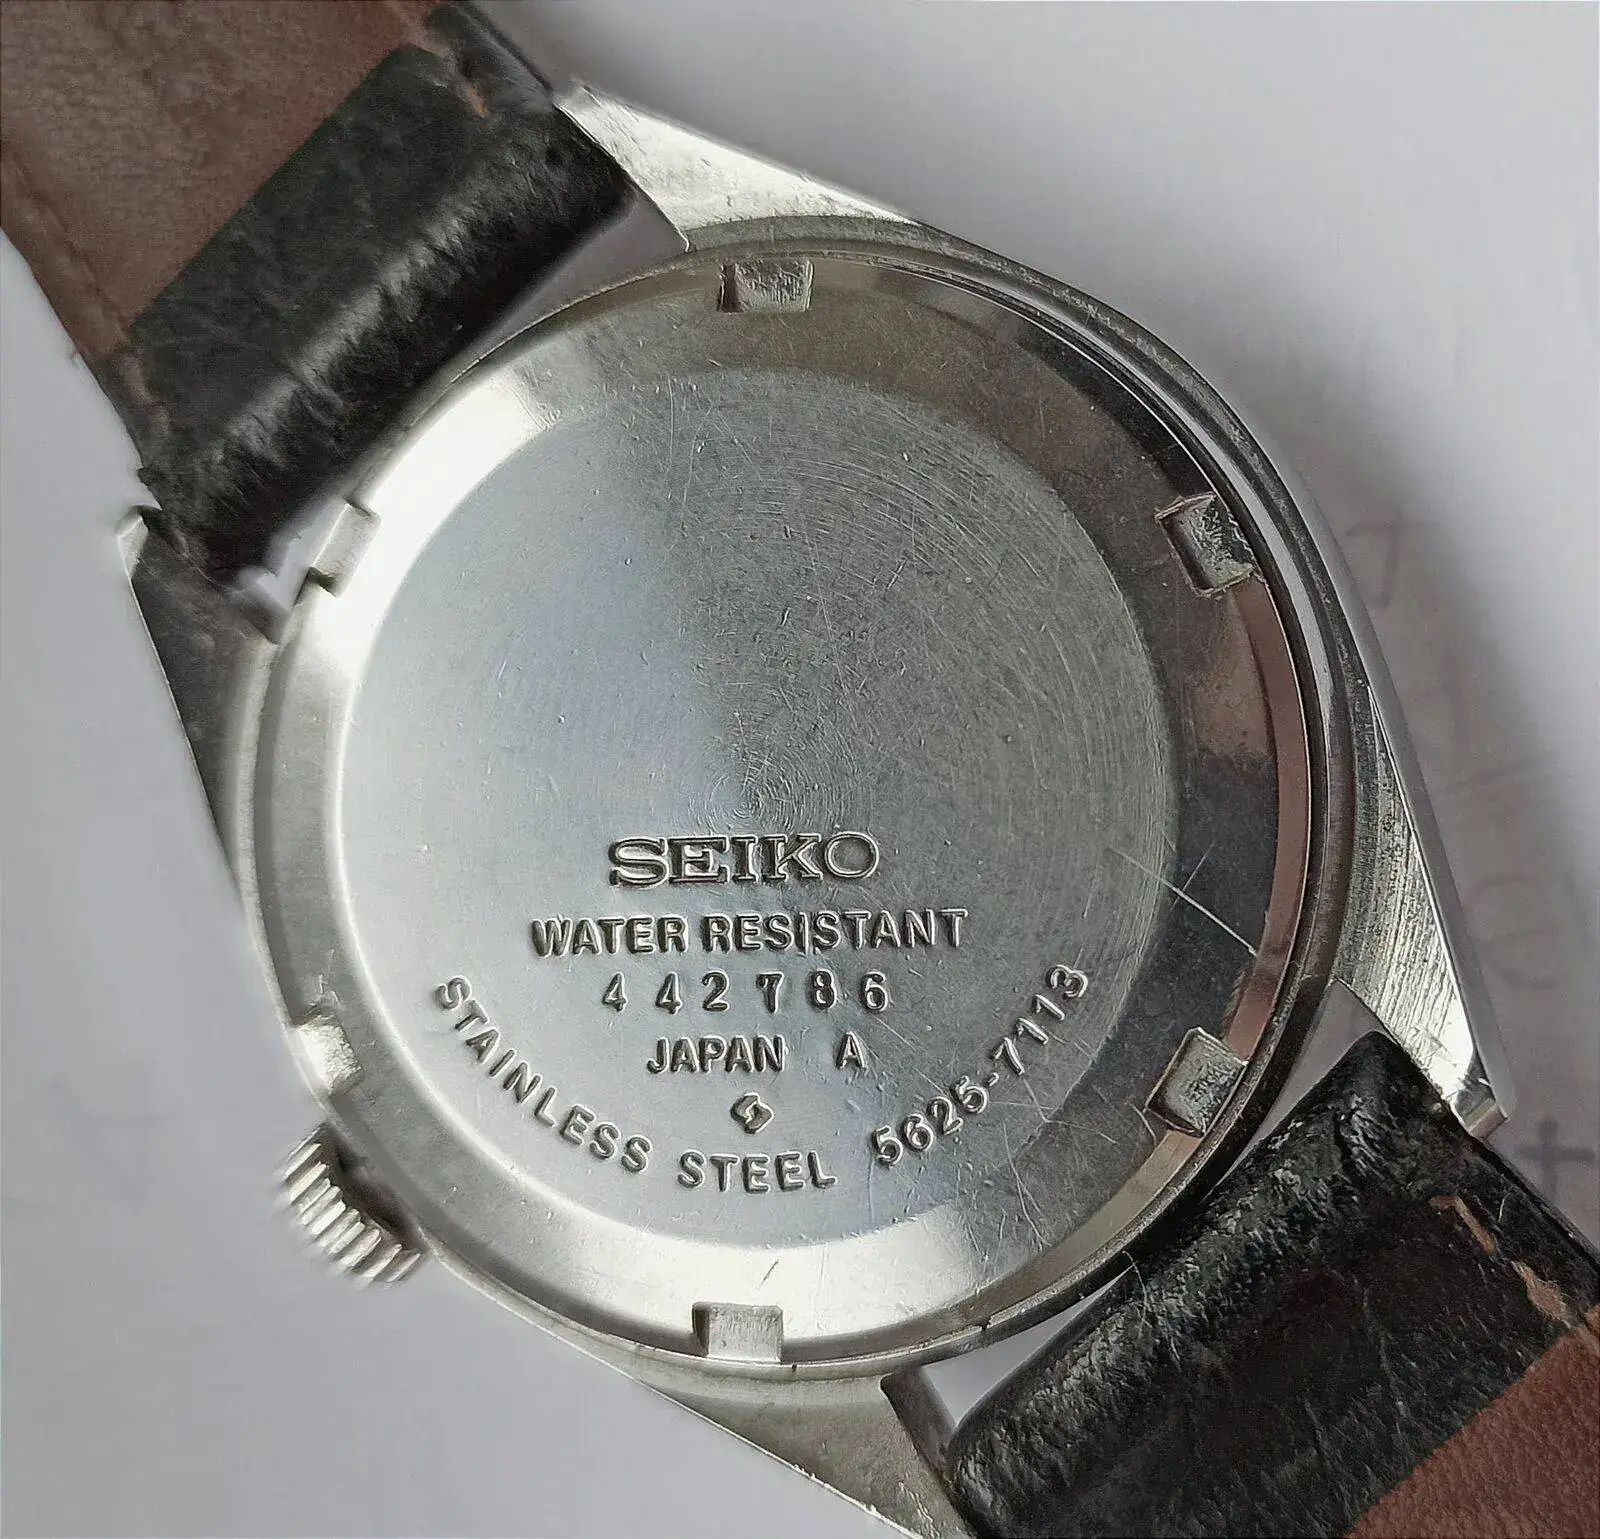 SEIKO
WATER RESISTANT
442786
JAPAN A
STAINLESS STEEL 5625-7113